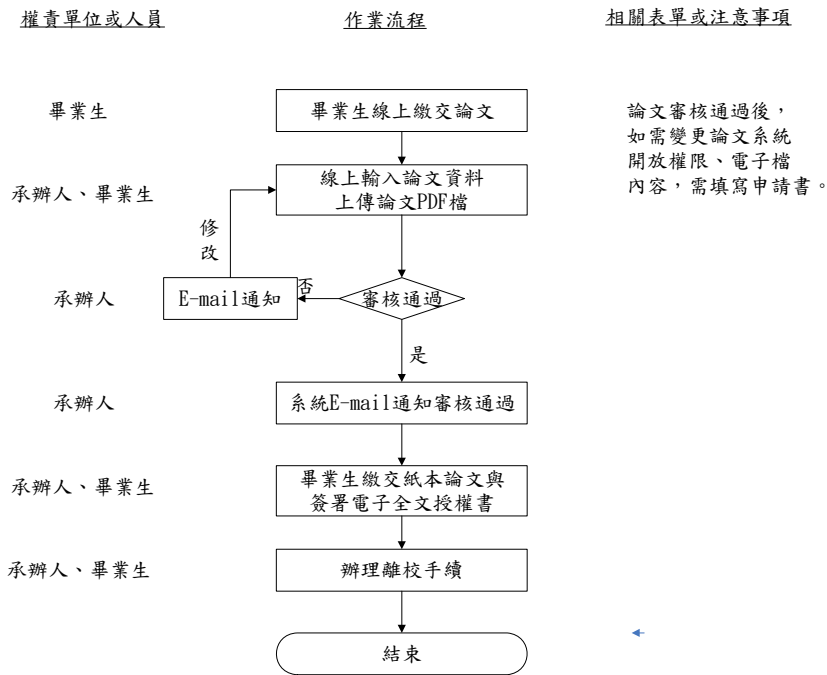 權責單位或人員
作業流程
相關表單或注意事項
畢業生
畢業生線上繳交論文
論文審核通過後，
如需變更論文系統
開放權限、電子檔
內容，需填寫申請書。
承辦人、畢業生
線上輸入論文資料
上傳論文PDF檔
修
改
承辦人
E-mail通知
否
審核通過
是
承辦人
系統E-mail通知審核通過
承辦人、畢業生
畢業生繳交紙本論文與
簽署電子全文授權書
承辦人、畢業生
辦理離校手續
結束